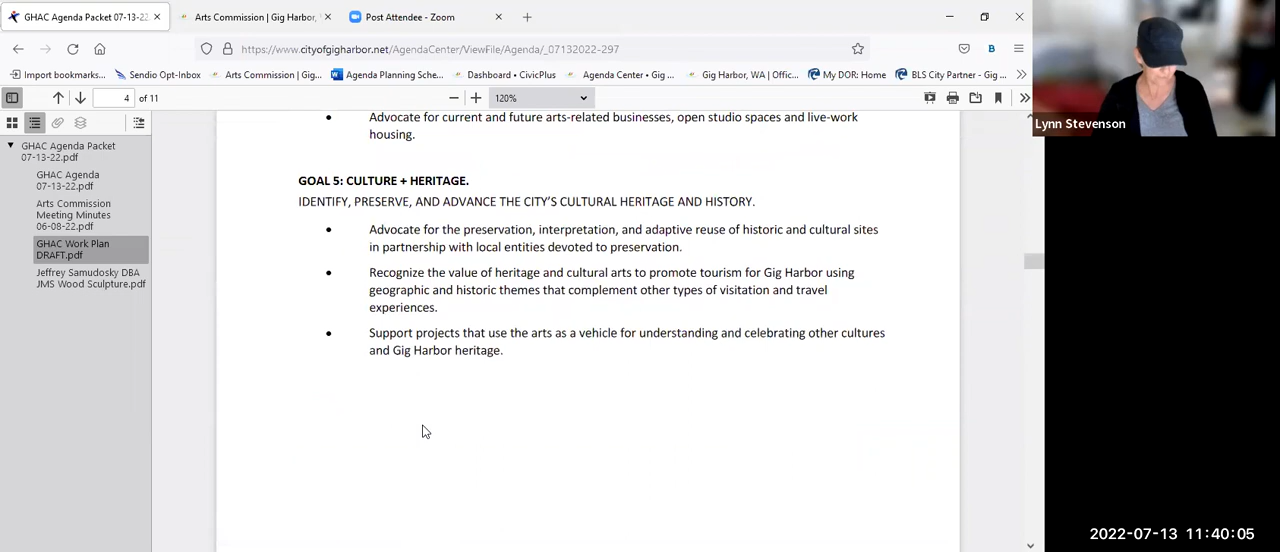 GHAC Agenda Packet 07-13-22.
Arts Commission | Gig Harbor,
Post Attendee - Zoom
https://www.cityofgigharbor.net/AgendaCenter/ViewFile/Agenda/_07132022-297
Import bookmarks...
Sendio Opt-Inbox
Arts Commission | Gig...
Agenda Planning Sche...
Dashboard • CivicPlus
Agenda Center • Gig ...
Gig Harbor, WA | Offic...
My DOR: Home
BLS City Partner - Gig ...
4 of 11
120%
GHAC Agenda Packet
07-13-22.pdf
GHAC Agenda
07-13-22.pdf
Arts Commission
Meeting Minutes
06-08-22.pdf
GHAC Work Plan
DRAFT.pdf
Jeffrey Samudosky DBA
JMS Wood Sculpture.pdf
• Advocate for current and future arts-related businesses, open studio spaces and live-work
housing.
GOAL 5: CULTURE + HERITAGE.
IDENTIFY, PRESERVE, AND ADVANCE THE CITY'S CULTURAL HERITAGE AND HISTORY.
• Advocate for the preservation, interpretation, and adaptive reuse of historic and cultural sites
in partnership with local entities devoted to preservation.
• Recognize the value of heritage and cultural arts to promote tourism for Gig Harbor using
geographic and historic themes that complement other types of visitation and travel
experiences.
• Support projects that use the arts as a vehicle for understanding and celebrating other cultures
and Gig Harbor heritage.
Lynn Stevenson
2022-07-13 11:40:05